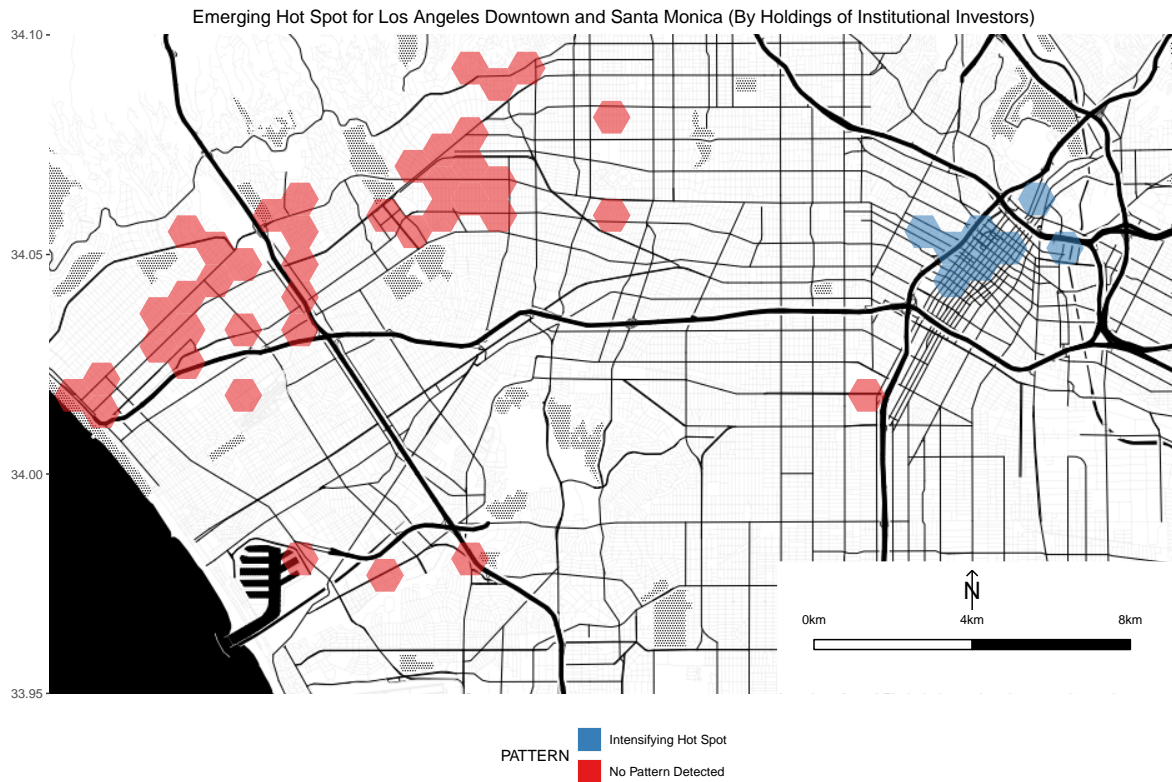 Emerging Hot Spot for Los Angeles Downtown and Santa Monica (By Holdings of Institutional Investors)
34.10
34.05
34.00
33.95
N
0km 4km 8km
PATTERN
Intensifying Hot Spot
No Pattern Detected